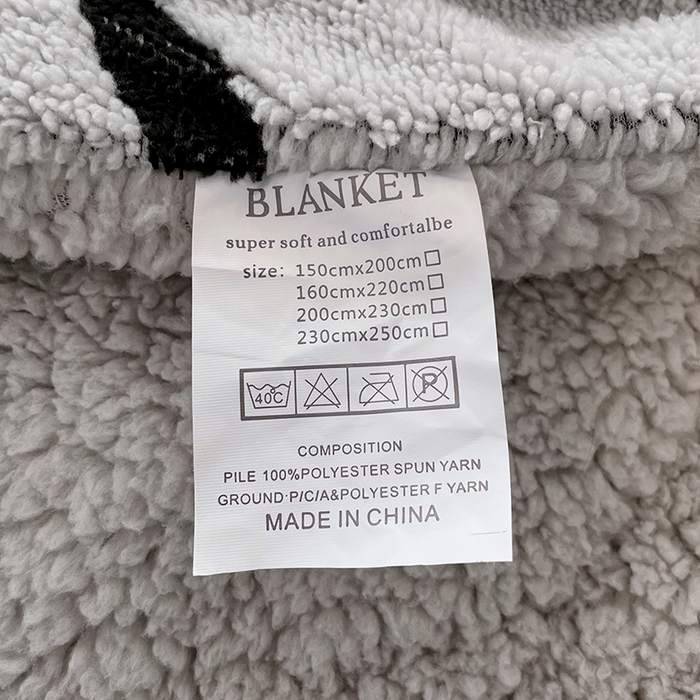 BLANKET
super soft and comfortalbe
size: 150cmx200cm□
160cmx220cm□
200cmx230cm□
230cmx250cm□
40℃ P
COMPOSITION
PILE 100%POLYESTER SPUN YARN
GROUND·P/C/A&POLYESTER F YARN
MADE IN CHINA